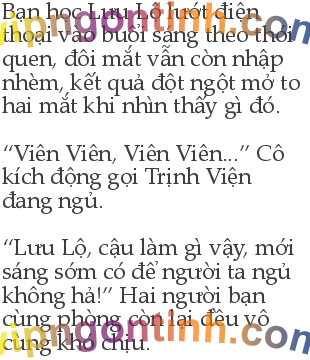 Bạn học Lưu Lộ lướt điện
thoại vào buổi sáng theo thói
quen, đôi mắt vẫn còn nhập
nhèm, kết quả đột ngột mở to
hai mắt khi nhìn thấy gì đó.
“Viên Viên, Viên Viên...” Cô
kích động gọi Trịnh Viện
đang ngủ.
“Lưu Lộ, cậu làm gì vậy, mới
sáng sớm có để người ta ngủ
không hả!” Hai người bạn
cùng phòng còn lại đều vô
cùng khó chịu.
vipngontinh.com
vipngontinh.com